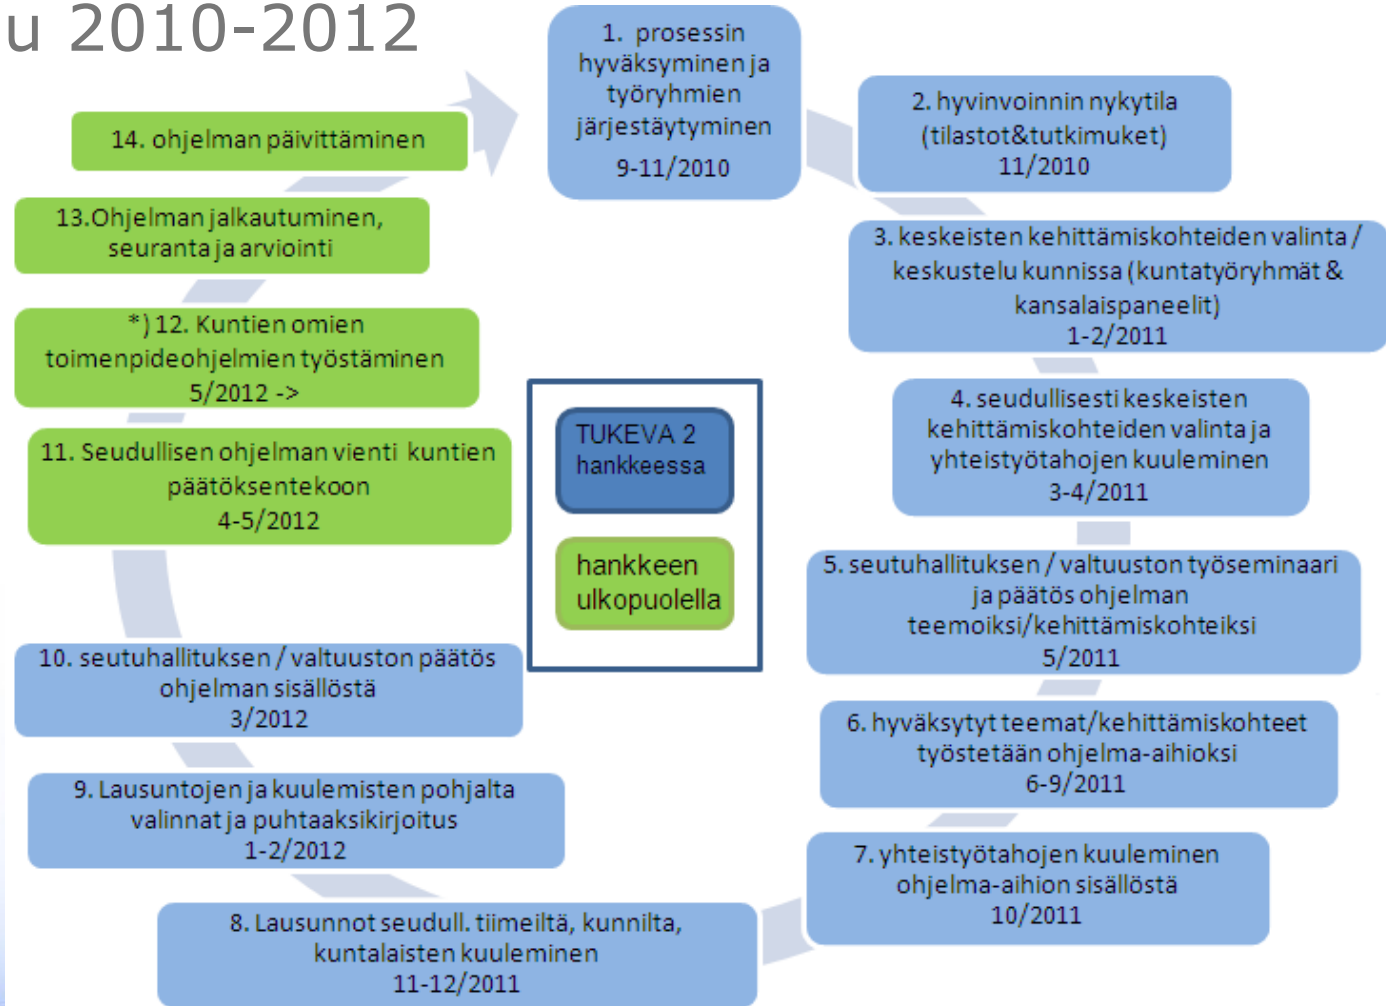 u 2010-2012
1. prosessin
hyväksyminen ja
työryhmien
järjestäytyminen
9-11/2010
2. hyvinvoinnin nykytila
(tilastot&tutkimuket)
11/2010
3. keskeisten kehittämiskohteiden valinta /
keskustelu kunnissa (kuntatyöryhmät &
kansalaispaneelit)
1-2/2011
4. seudullisesti keskeisten
kehittämiskohteiden valinta ja
yhteistyötahojen kuuleminen
3-4/2011
5. seutuhallituksen / valtuuston työseminaari
ja päätös ohjelman
teemoiksi/kehittämiskohteiksi
5/2011
6. hyväksytyt teemat/kehittämiskohteet
työstetään ohjelma-aihioksi
6-9/2011
7. yhteistyötahojen kuuleminen
ohjelma-aihion sisällöstä
10/2011
8. Lausunnot seudull. tiimeiltä, kunnilta,
kuntalaisten kuuleminen
11-12/2011
9. Lausuntojen ja kuulemisten pohjalta
valinnat ja puhtaaksikirjoitus
1-2/2012
10. seutuhallituksen / valtuuston päätös
ohjelman sisällöstä
3/2012
11. Seudullisen ohjelman vienti kuntien
päätöksentekoon
4-5/2012
*) 12. Kuntien omien
toimenpideohjelmien työstäminen
5/2012 ->
13.Ohjelman jalkautuminen,
seuranta ja arviointi
14. ohjelman päivittäminen
TUKEVA 2
hankkeessa
hankkeen
ulkopuolella